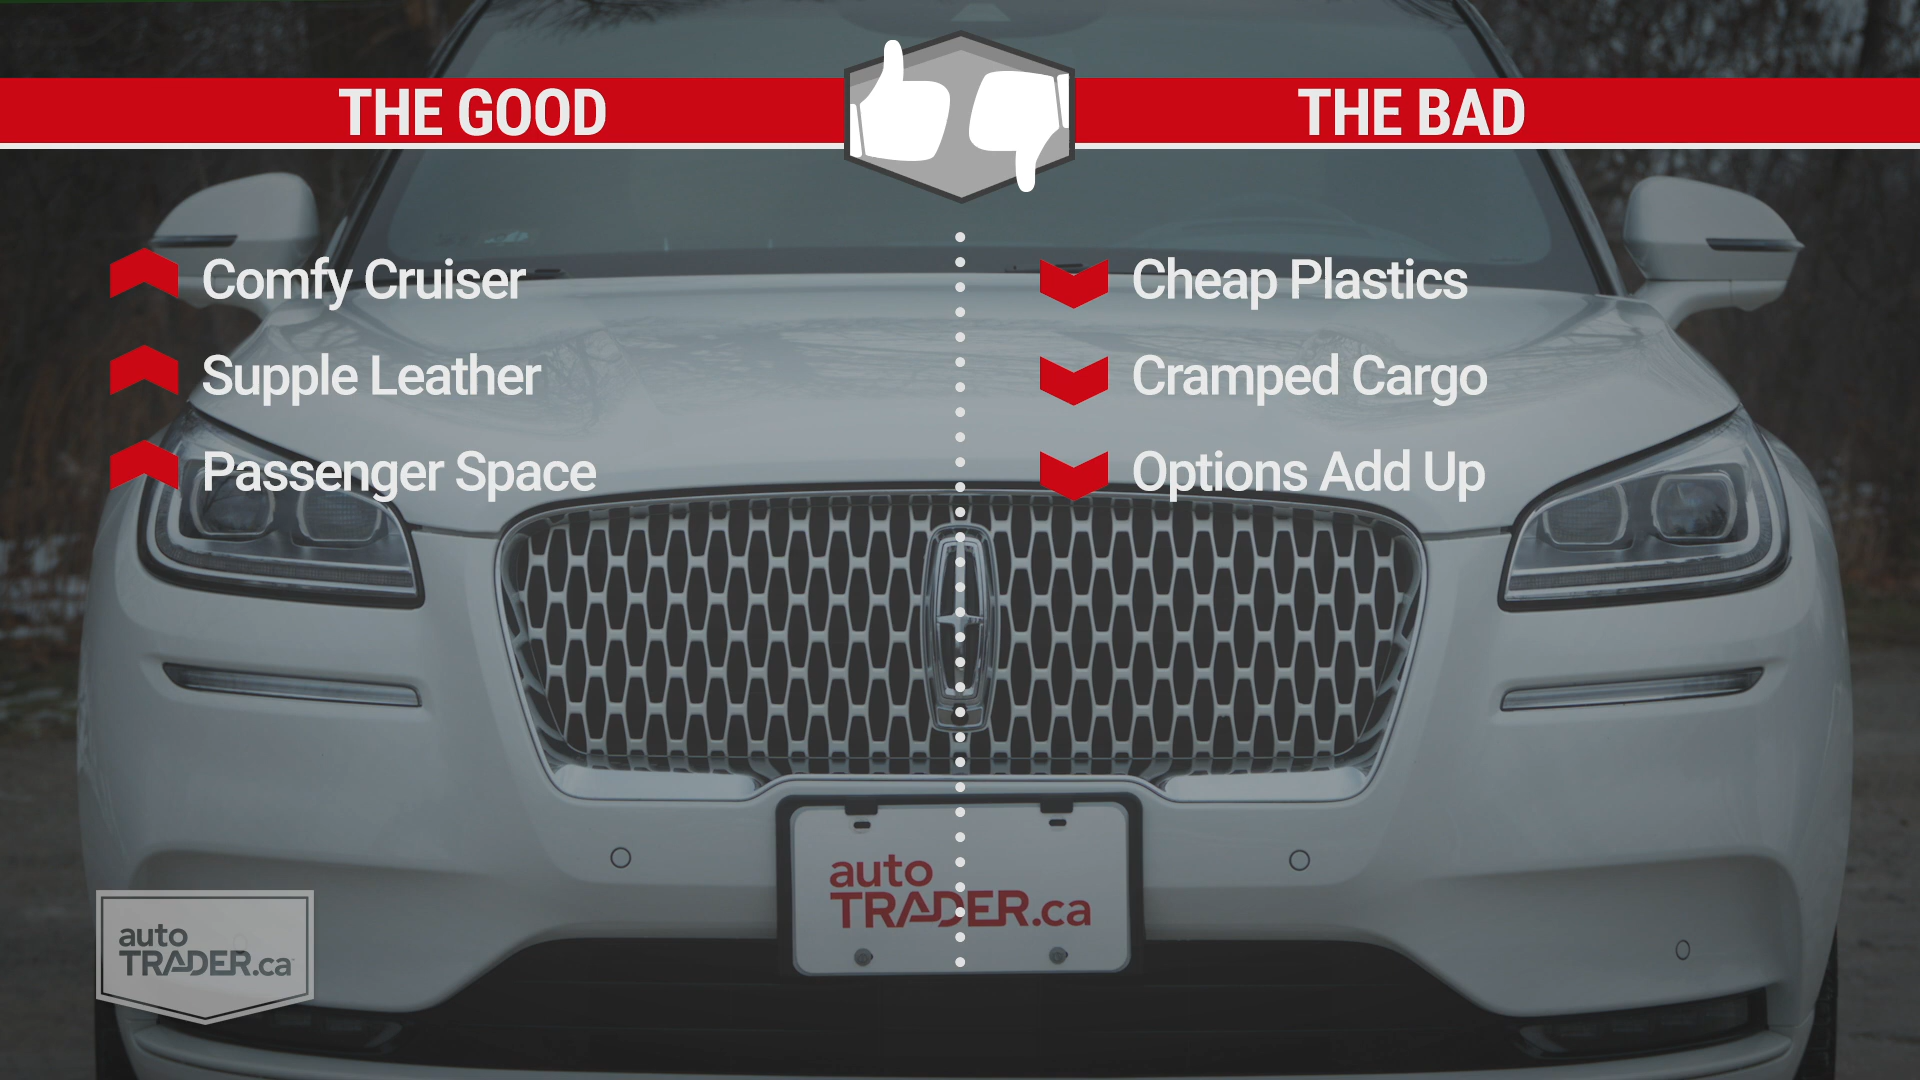 THE GOOD
THE BAD
Comfy Cruiser
Supple Leather
Passenger Space
Cheap Plastics
Cramped Cargo
Options Add Up
auto
TRADER.ca
auto
TRADER.ca